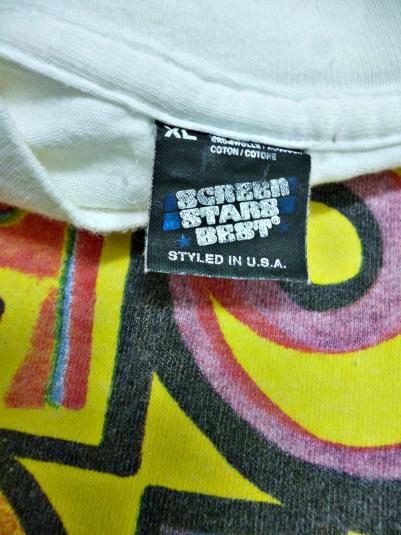 XL
COTON/COTONE
SCREEN
STARS
BEST®
STYLED IN U.S.A.